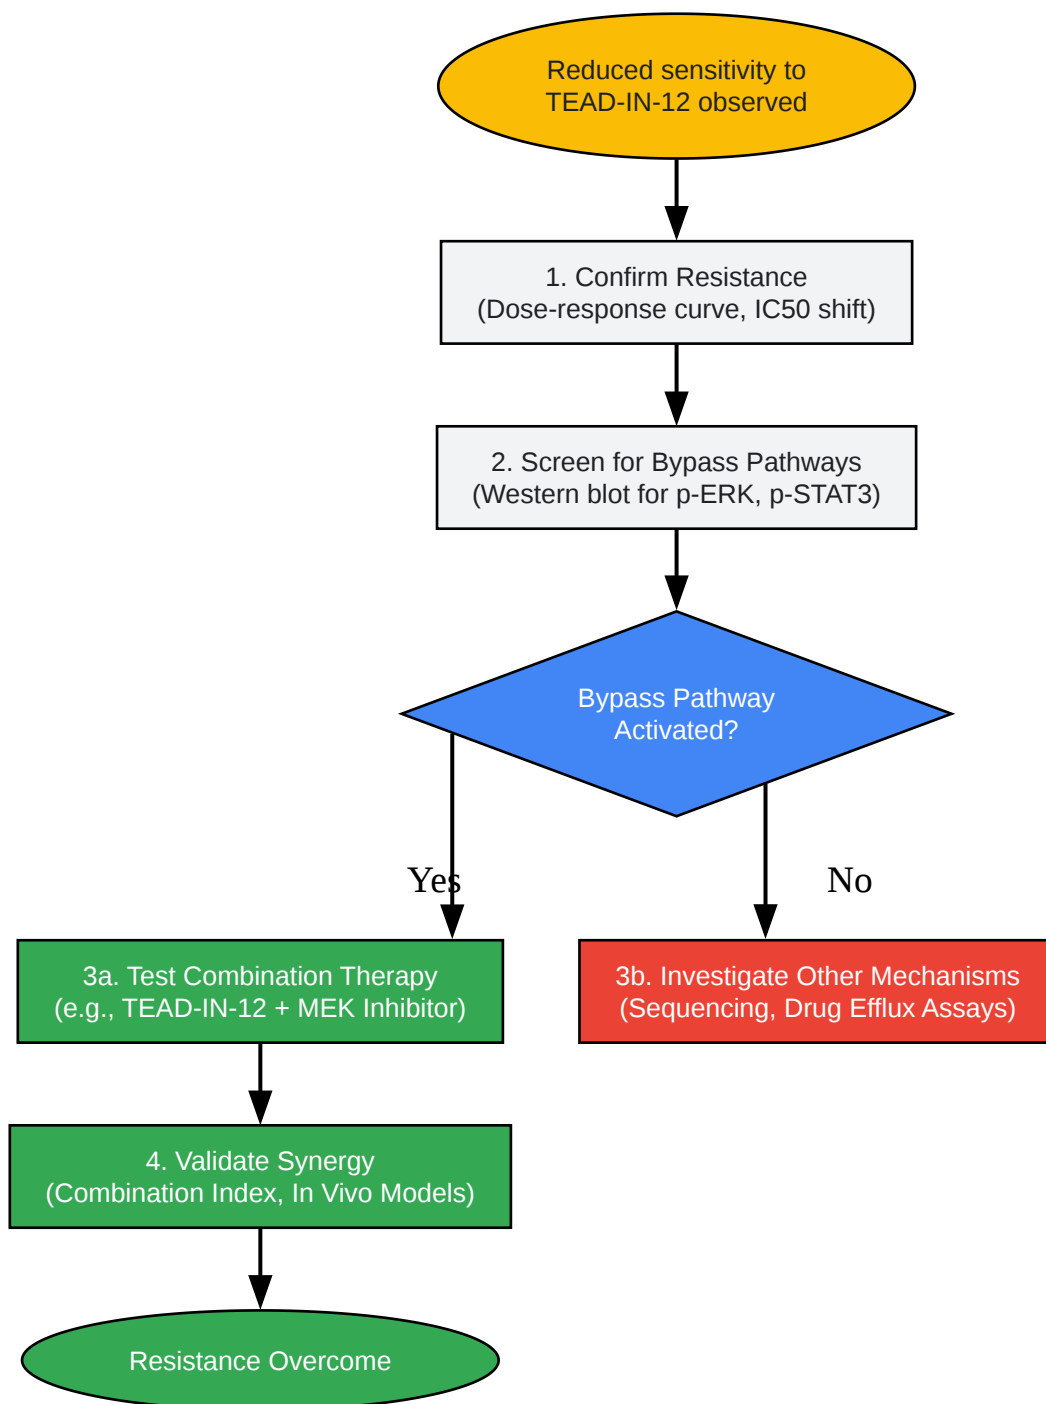 Reduced sensitivity to
TEAD-IN-12 observed
1. Confirm Resistance
(Dose-response curve, IC50 shift)
2. Screen for Bypass Pathways
(Western blot for p-ERK, p-STAT3)
Bypass Pathway
Activated?
Yes
No
3a. Test Combination Therapy
(e.g., TEAD-IN-12 + MEK Inhibitor)
3b. Investigate Other Mechanisms
(Sequencing, Drug Efflux Assays)
4. Validate Synergy
(Combination Index, In Vivo Models)
Resistance Overcome